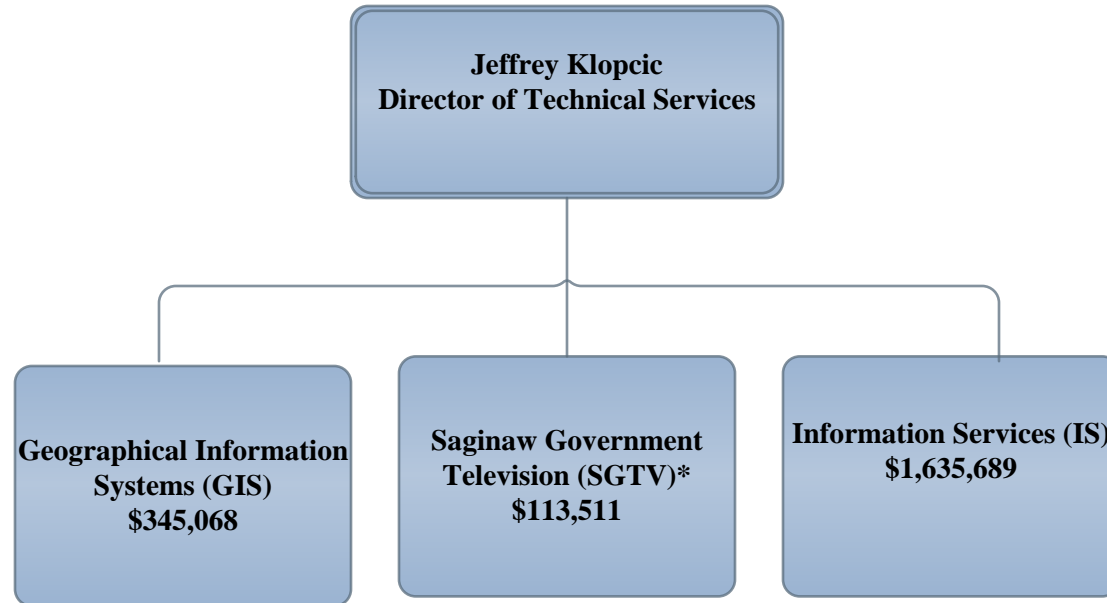 Jeffrey Klopcic
Director of Technical Services
Geographical Information
Systems (GIS)
$345,068
Saginaw Government
Television (SGTV)*
$113,511
Information Services (IS)
$1,635,689